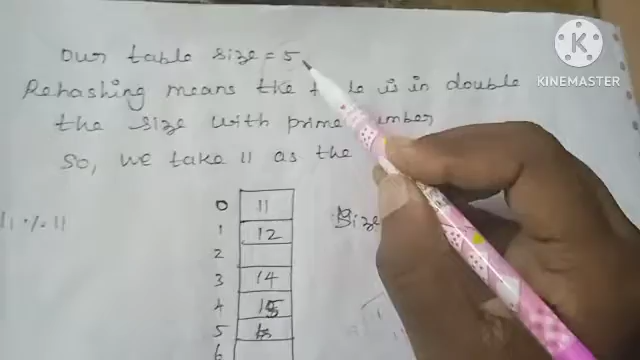 Our table size = 5
KINEMASTER
Rehashing means the is in double
the size with prime
So, we take 11 as the
11 % 11
0 11
1 12
Size
2
3 14
4
5
6